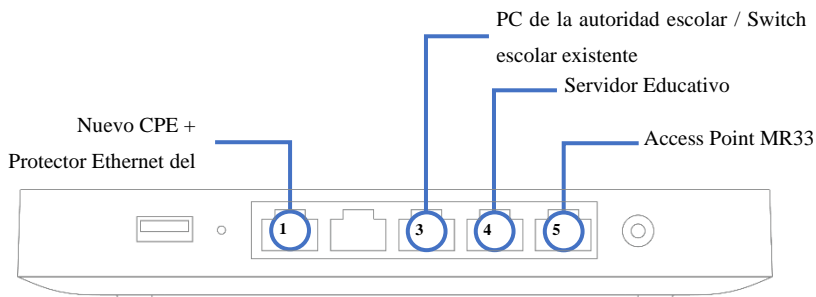 PC de la autoridad escolar / Switch
escolar existente
Servidor Educativo
Nuevo CPE +
Protector Ethernet del
Access Point MR33
1
3
4
5